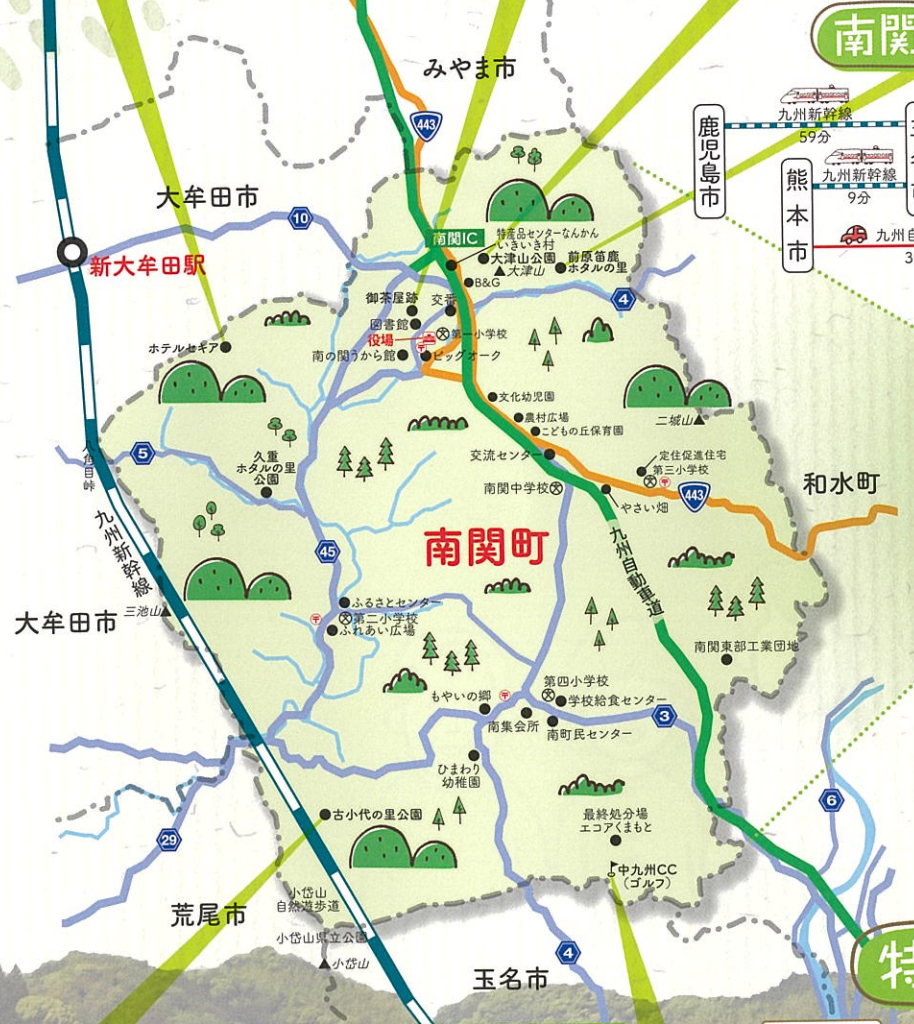 南関
みやま市
443
鹿児島市
九州新幹線
59分
熊本市
九州新幹線
9分
九州自
3
大牟田市
10
新大牟田駅
南関IC
特産品センターなんかん
いきいき村
大津山公園
大津山
前原笛鹿
ホタルの里
B&G
4
御茶屋跡
交番
図書館
役場
第一小学校
南の関うから館
ビッグオーク
ホテルセキア
文化幼児園
農村広場
こどもの丘保育園
二城山
交流センター
定住促進住宅
第三小学校
南関中学校
やさい畑
443
和水町
5
八角目峠
久重
ホタルの里
公園
九州新幹線
45
南関町
九州自動車道
三池山
大牟田市
ふるさとセンター
第二小学校
ふれあい広場
南関東部工業団地
第四小学校
学校給食センター
もやいの郷
南集会所
南町民センター
3
ひまわり
幼稚園
6
29
古小代の里公園
最終処分場
エコアくまもと
中九州CC
(ゴルフ)
小岱山
自然遊歩道
荒尾市
小岱山県立公園
小岱山
玉名市
4
特